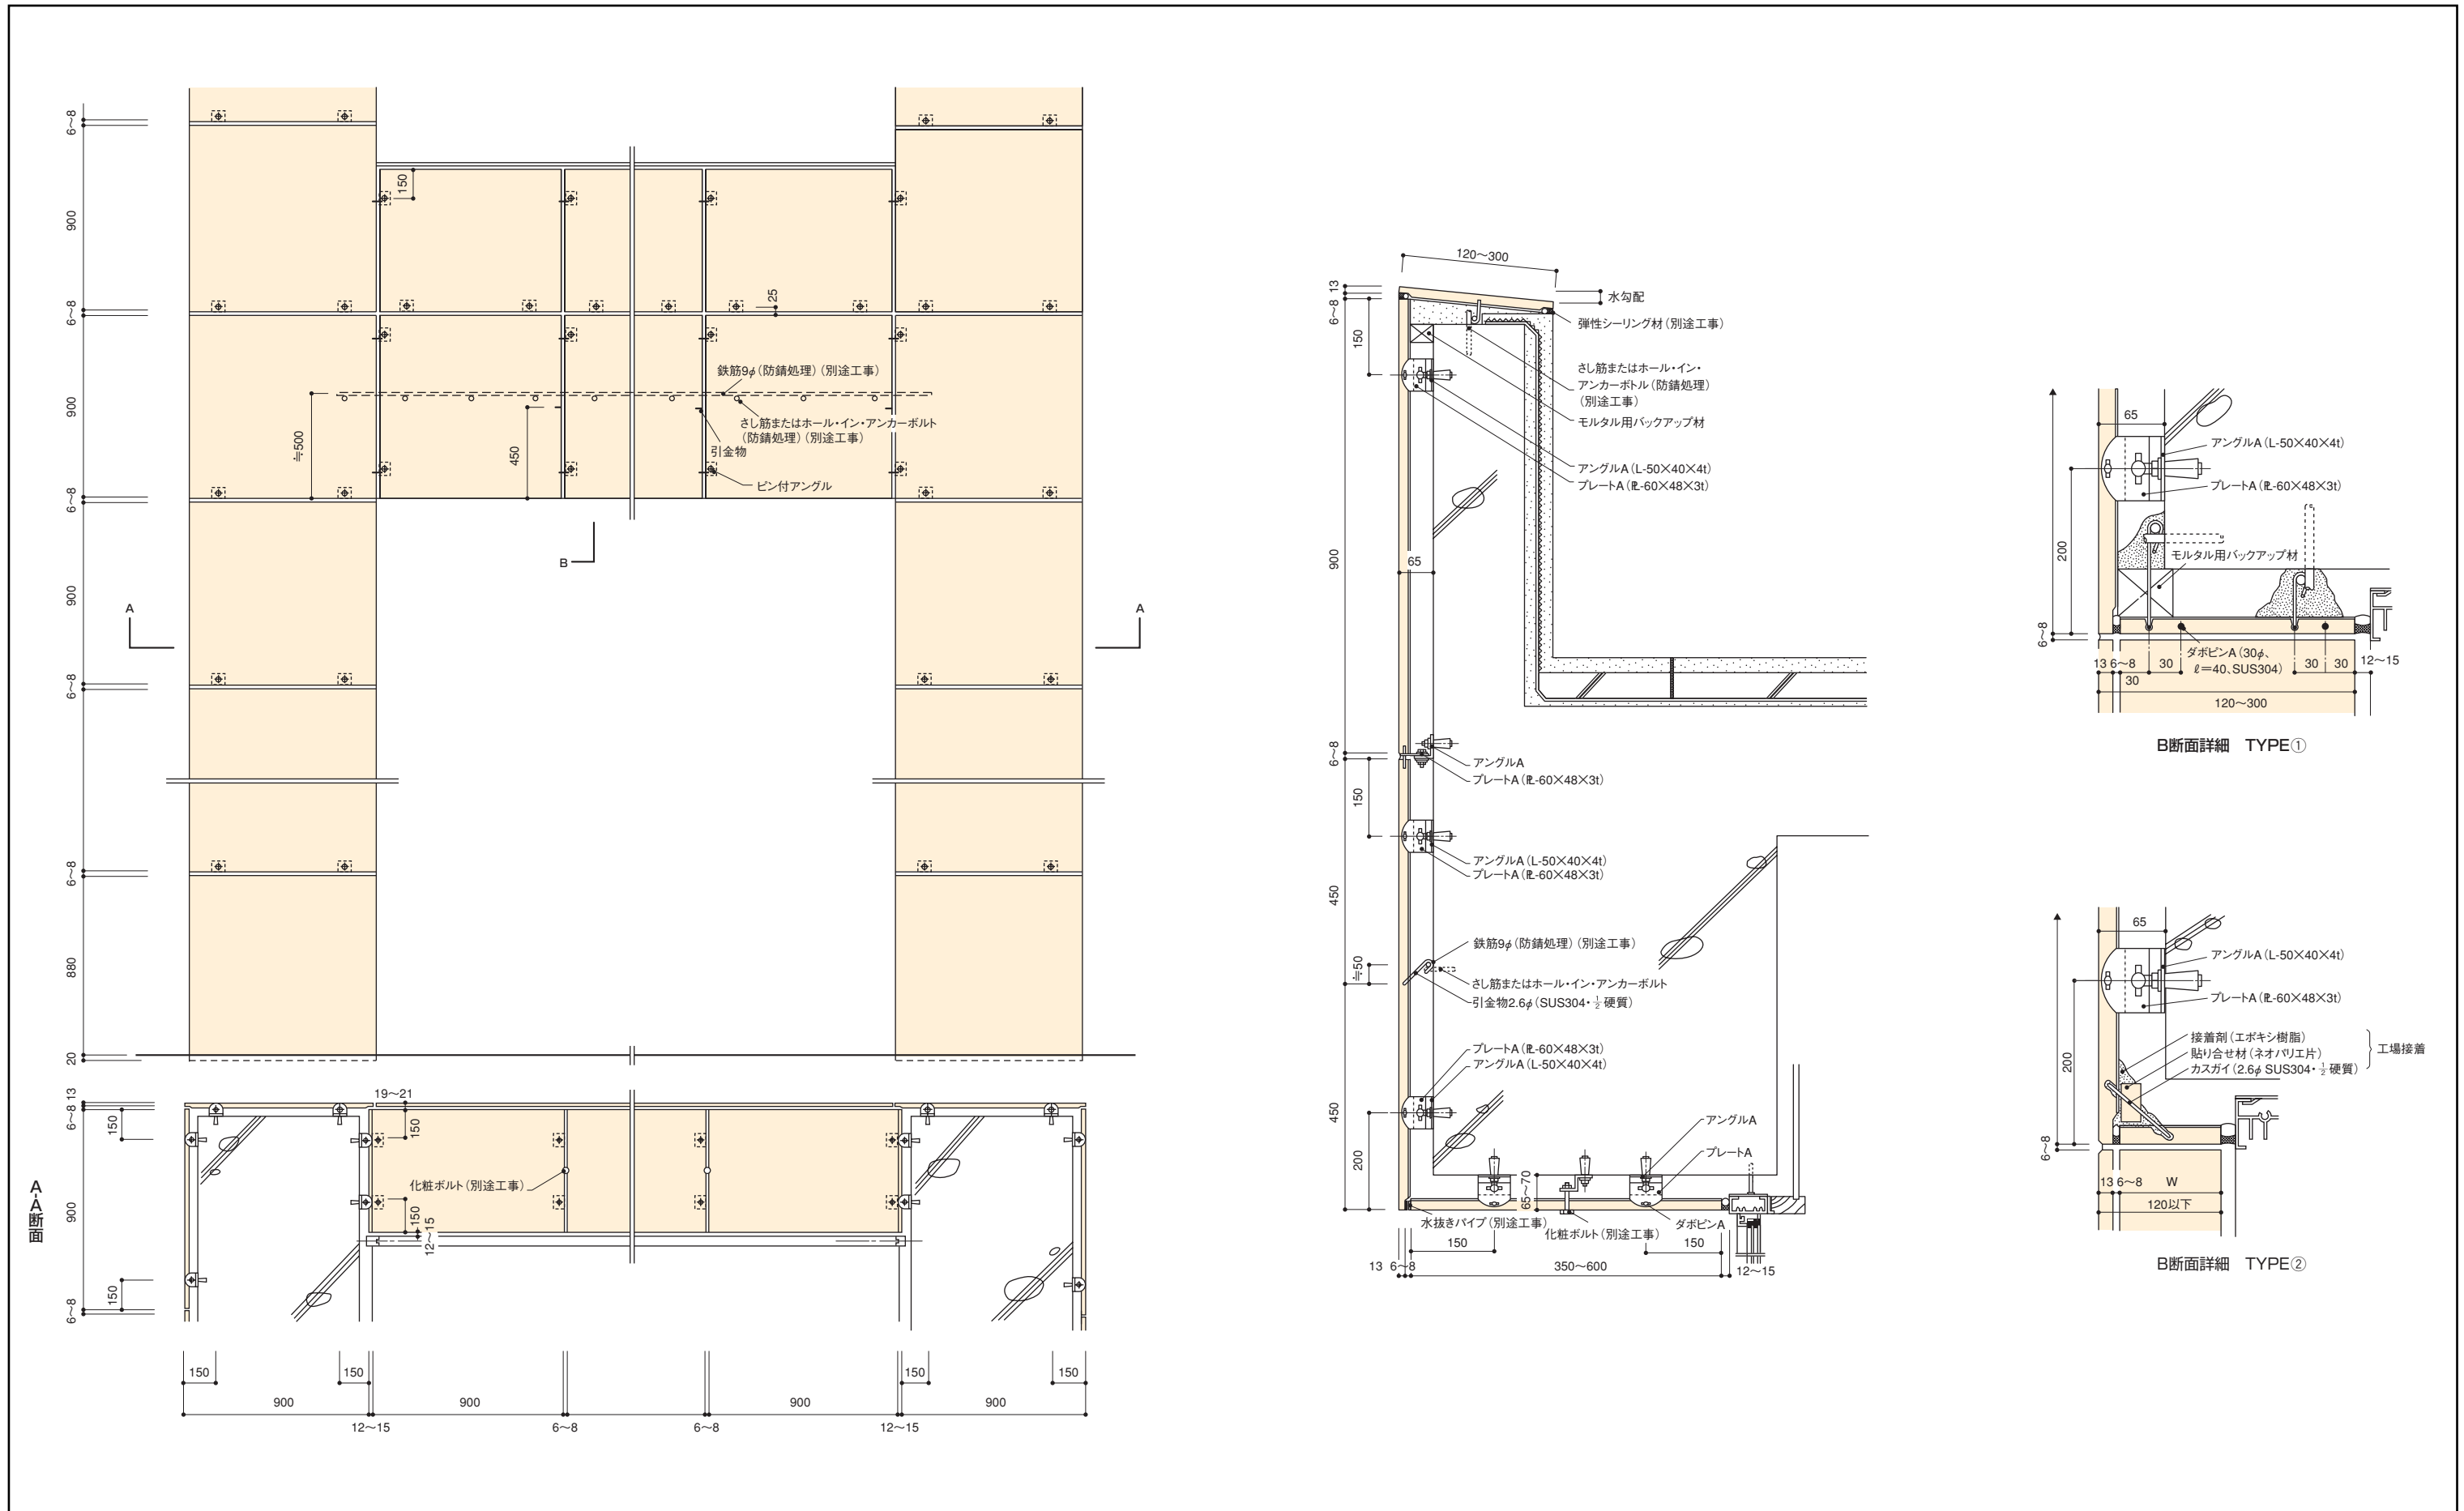 6〜8
900
6〜8
900
6〜8
900
6〜8
6〜8
880
20
150
25
鉄筋9φ(防錆処理)(別途工事)
さし筋またはホール・イン・アンカーボルト
(防錆処理)(別途工事)
引金物
ピン付アングル
≒500
450
B
A
A
13
6〜8
150
900
150
6〜8
A-A断面
19〜21
150
化粧ボルト(別途工事)
150
12〜15
150
150
150
150
900
900
900
900
12〜15
6〜8
6〜8
12〜15
120〜300
13
6〜8
水勾配
弾性シーリング材(別途工事)
150
さし筋またはホール・イン・
アンカーボトル(防錆処理)
(別途工事)
モルタル用バックアップ材
アングルA(L-50×40×4t)
プレートA(PL-60×48×3t)
900
65
6〜8
アングルA
プレートA(PL-60×48×3t)
150
アングルA(L-50×40×4t)
プレートA(PL-60×48×3t)
450
鉄筋9φ(防錆処理)(別途工事)
≒50
さし筋またはホール・イン・アンカーボルト
引金物2.6φ(SUS304・1/2硬質)
プレートA(PL-60×48×3t)
アングルA(L-50×40×4t)
450
200
アングルA
プレートA
65〜70
水抜きパイプ(別途工事)
化粧ボルト(別途工事)
ダボピンA
150
150
13 6〜8
350〜600
12〜15
65
アングルA(L-50×40×4t)
プレートA(PL-60×48×3t)
200
モルタル用バックアップ材
6〜8
ダボピンA(30φ、
ℓ=40、SUS304)
13 6〜8
30
30
30
30
12〜15
120〜300
B断面詳細 TYPE①
65
アングルA(L-50×40×4t)
プレートA(PL-60×48×3t)
200
接着剤(エポキシ樹脂)
貼り合せ材(ネオパリエ片)
カスガイ(2.6φ SUS304・1/2硬質)
工場接着
6〜8
13 6〜8
W
120以下
B断面詳細 TYPE②